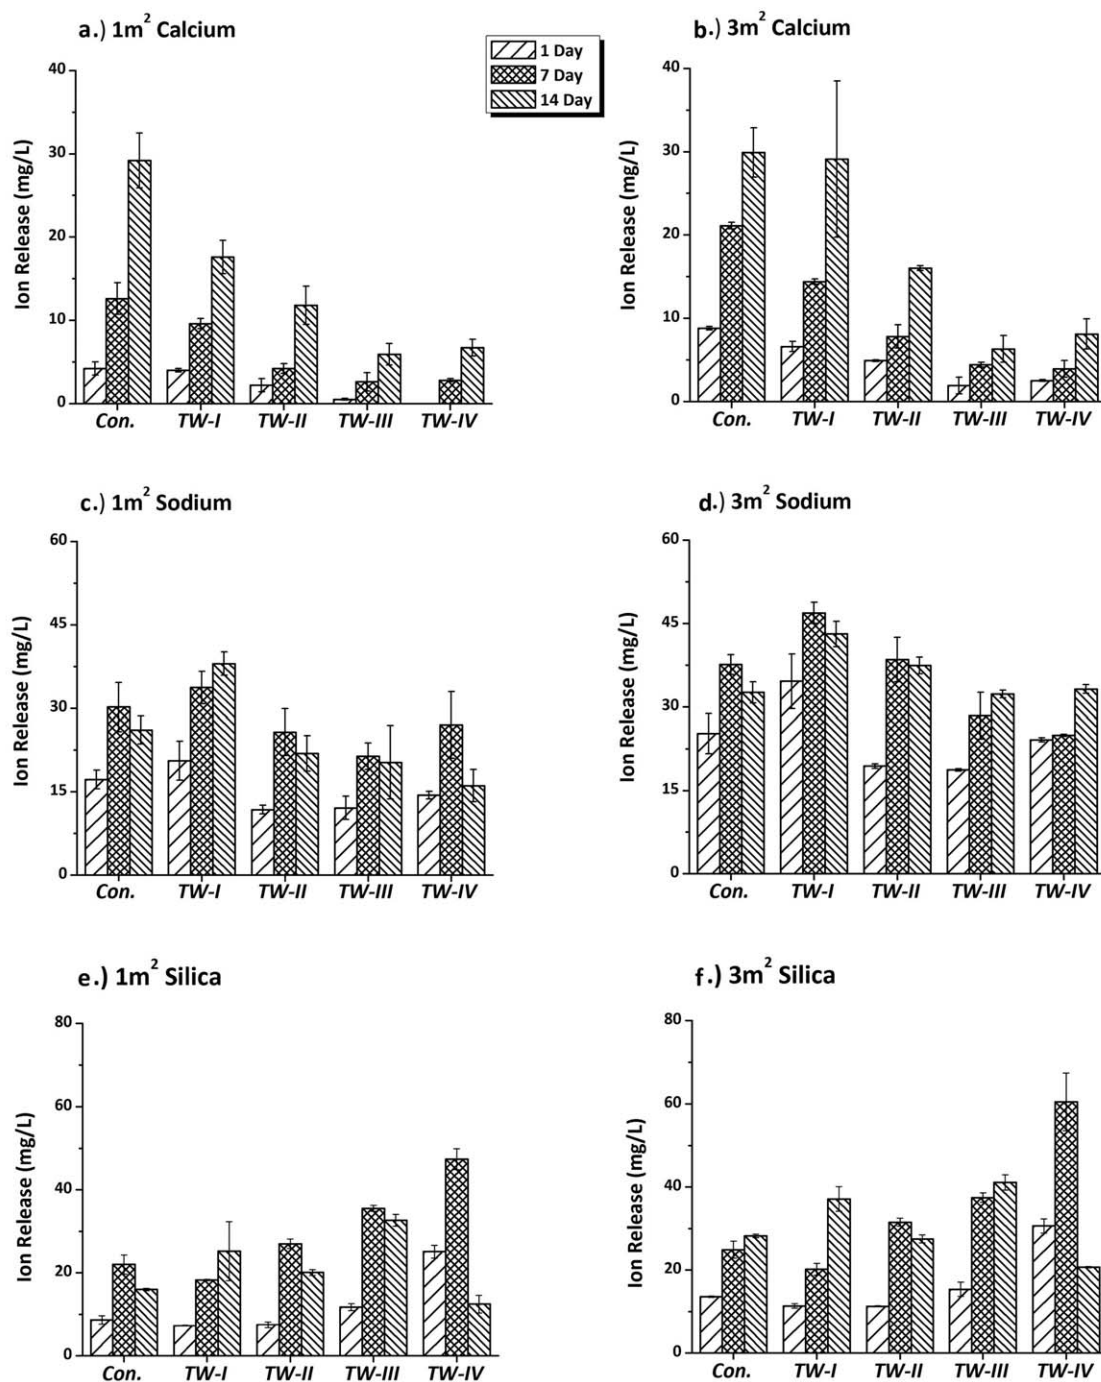 a.) 1m² Calcium
1 Day
7 Day
14 Day
b.) 3m² Calcium
Ion Release (mg/L)
40
30
20
10
0
Con. TW-I TW-II TW-III TW-IV
Ion Release (mg/L)
40
30
20
10
0
Con. TW-I TW-II TW-III TW-IV
c.) 1m² Sodium
Ion Release (mg/L)
60
45
30
15
0
Con. TW-I TW-II TW-III TW-IV
d.) 3m² Sodium
Ion Release (mg/L)
60
45
30
15
0
Con. TW-I TW-II TW-III TW-IV
e.) 1m² Silica
Ion Release (mg/L)
80
60
40
20
0
Con. TW-I TW-II TW-III TW-IV
f.) 3m² Silica
Ion Release (mg/L)
80
60
40
20
0
Con. TW-I TW-II TW-III TW-IV